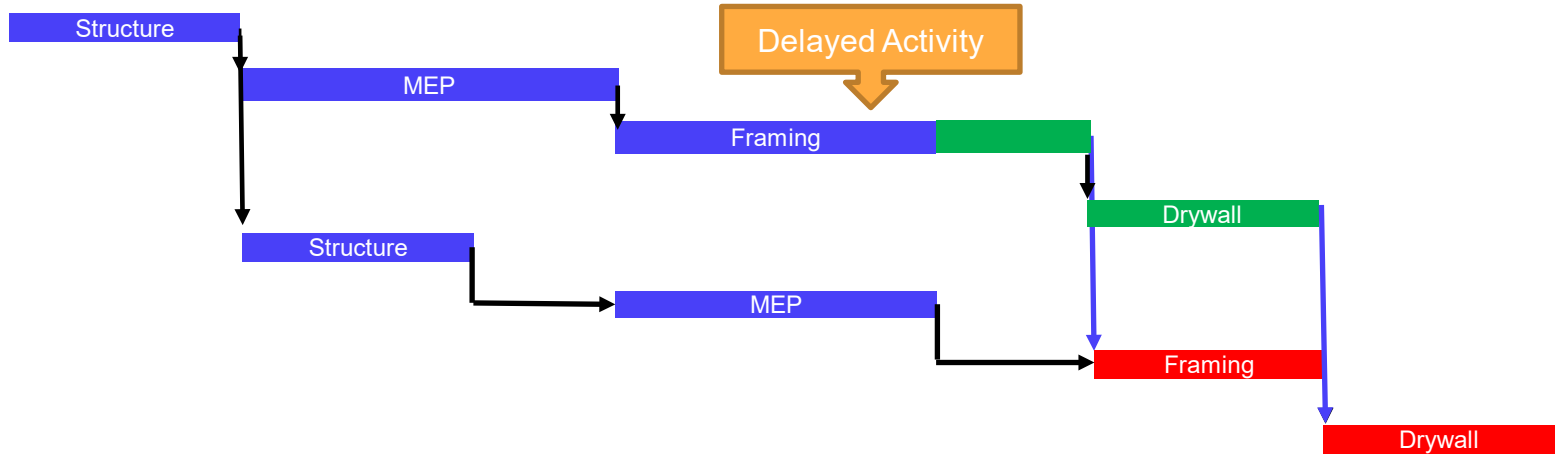 Structure
Delayed Activity
MEP
Framing
Drywall
Structure
MEP
Framing
Drywall